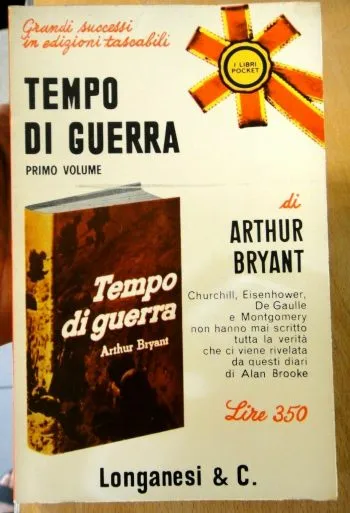 Grandi successi
in edizioni tascabili
I LIBRI
POCKET
TEMPO
DI GUERRA
PRIMO VOLUME
di
ARTHUR
BRYANT
Churchill, Eisenhower,
De Gaulle
e Montgomery
non hanno mai scritto
tutta la verità
che ci viene rivelata
da questi diari
di Alan Brooke
Tempo
di guerra
Arthur Bryant
Lire 350
Longanesi & C.